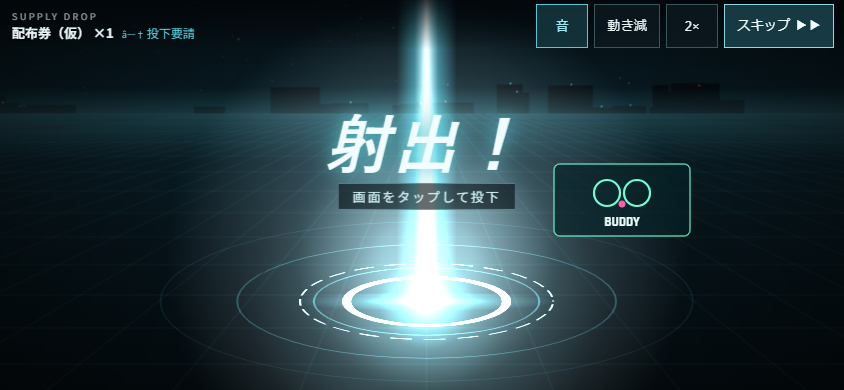 SUPPLY DROP
配布券（仮） ×1 â—† 投下要請
音 動き減 2× スキップ ▶▶
射出！
画面をタップして投下
BUDDY